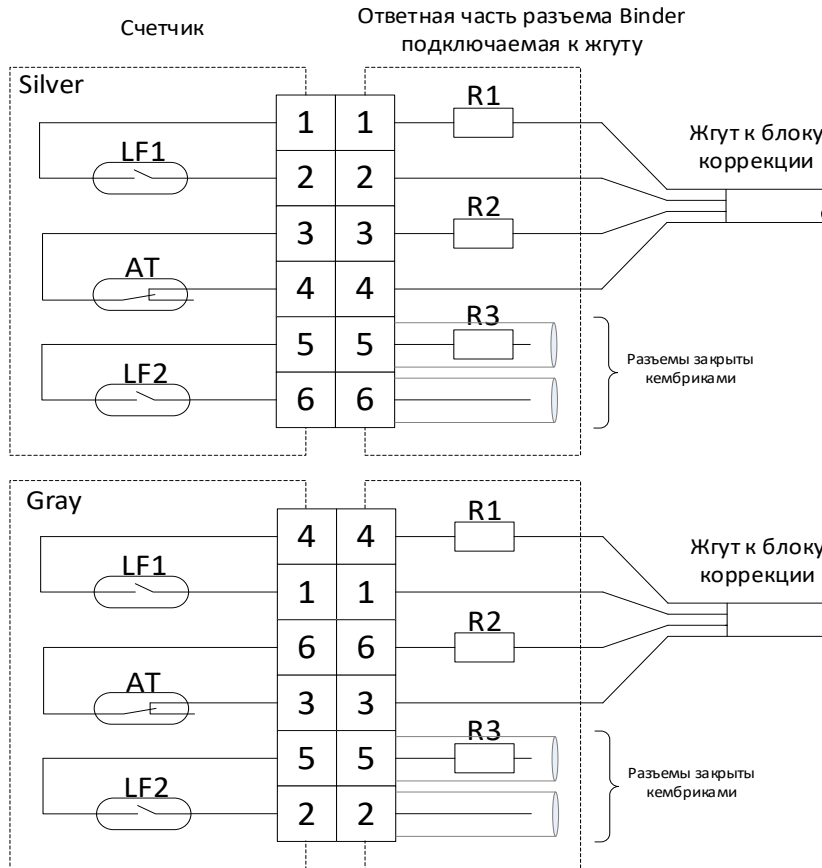 Счетчик
Ответная часть разъема Binder
подключаемая к жгуту
Silver
LF1
AT
LF2
1 1
2 2
3 3
4 4
5 5
6 6
R1
R2
R3
Жгут к блоку
коррекции
Разъемы закрыты
кембриками
Gray
LF1
AT
LF2
4 4
1 1
6 6
3 3
5 5
2 2
R1
R2
R3
Жгут к блоку
коррекции
Разъемы закрыты
кембриками